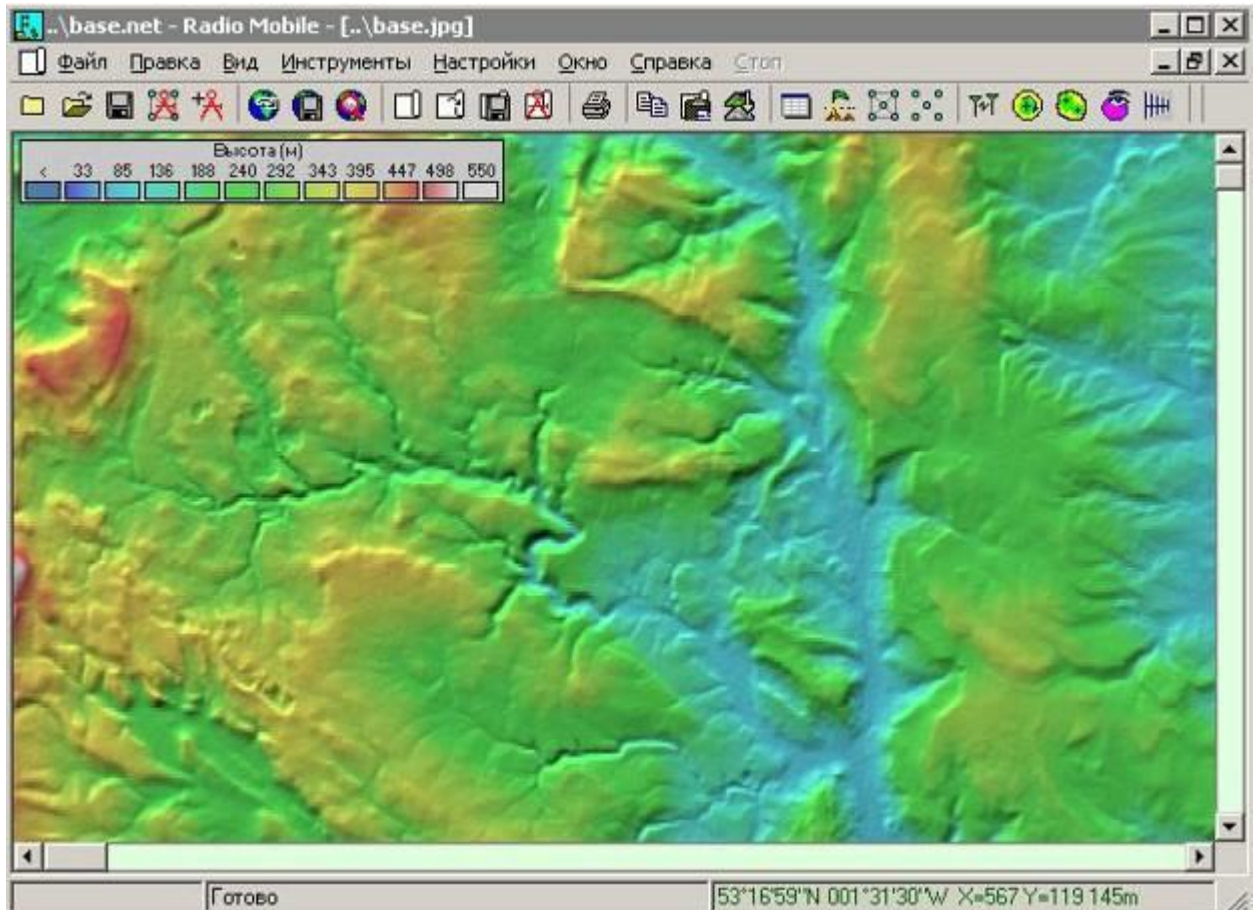 ..\base.net - Radio Mobile - [..\base.jpg]
Файл Правка Вид Инструменты Настройки Окно Справка Стоп
Высота (м)
< 33 85 136 188 240 292 343 395 447 498 550
Готово
53°16'59"N 001°31'30"W X=567 Y=119 145m